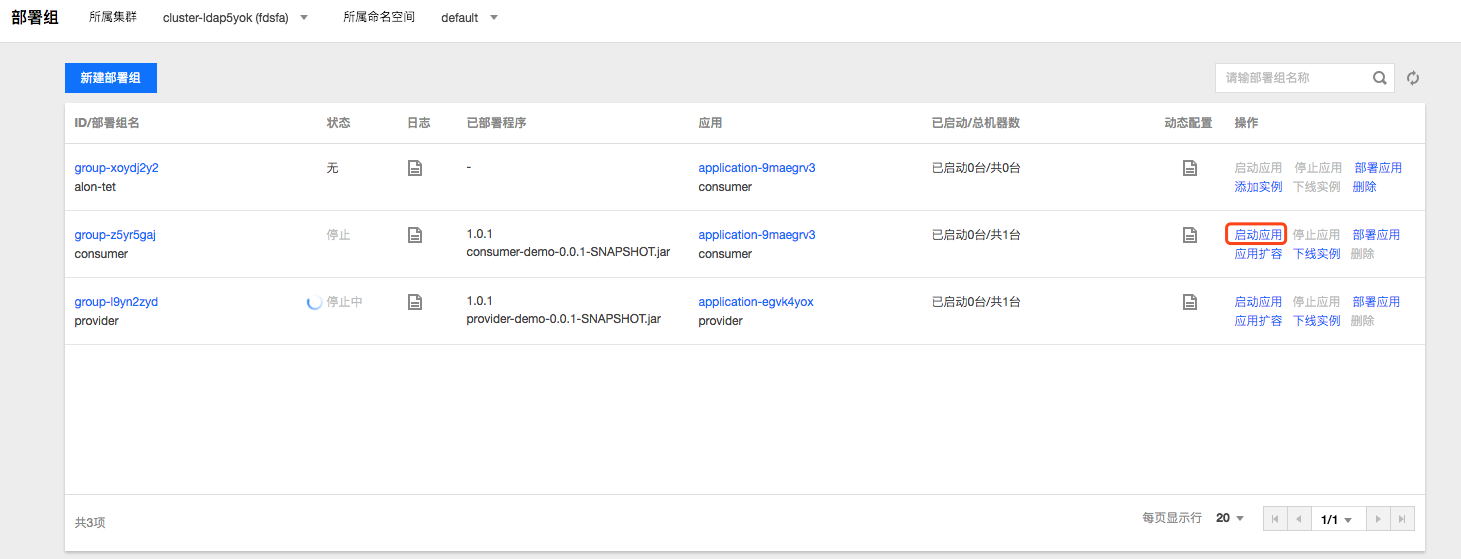 部署组 所属集群 cluster-ldap5yok (fdsfa) 所属命名空间 default
新建部署组 请输部署组名称
ID/部署组名 状态 日志 已部署程序 应用 已启动/总机器数 动态配置 操作
group-xoydj2y2 无 - application-9maegrv3 已启动0台/共0台 启动应用 停止应用 部署应用
alon-tet consumer 添加实例 下线实例 删除
group-z5yr5gaj 停止 1.0.1 application-9maegrv3 已启动0台/共1台 启动应用 停止应用 部署应用
consumer consumer-demo-0.0.1-SNAPSHOT.jar consumer 应用扩容 下线实例 删除
group-l9yn2zyd 停止中 1.0.1 application-egvk4yox 已启动0台/共1台 启动应用 停止应用 部署应用
provider provider-demo-0.0.1-SNAPSHOT.jar provider 应用扩容 下线实例 删除
共3项 每页显示行 20 1/1